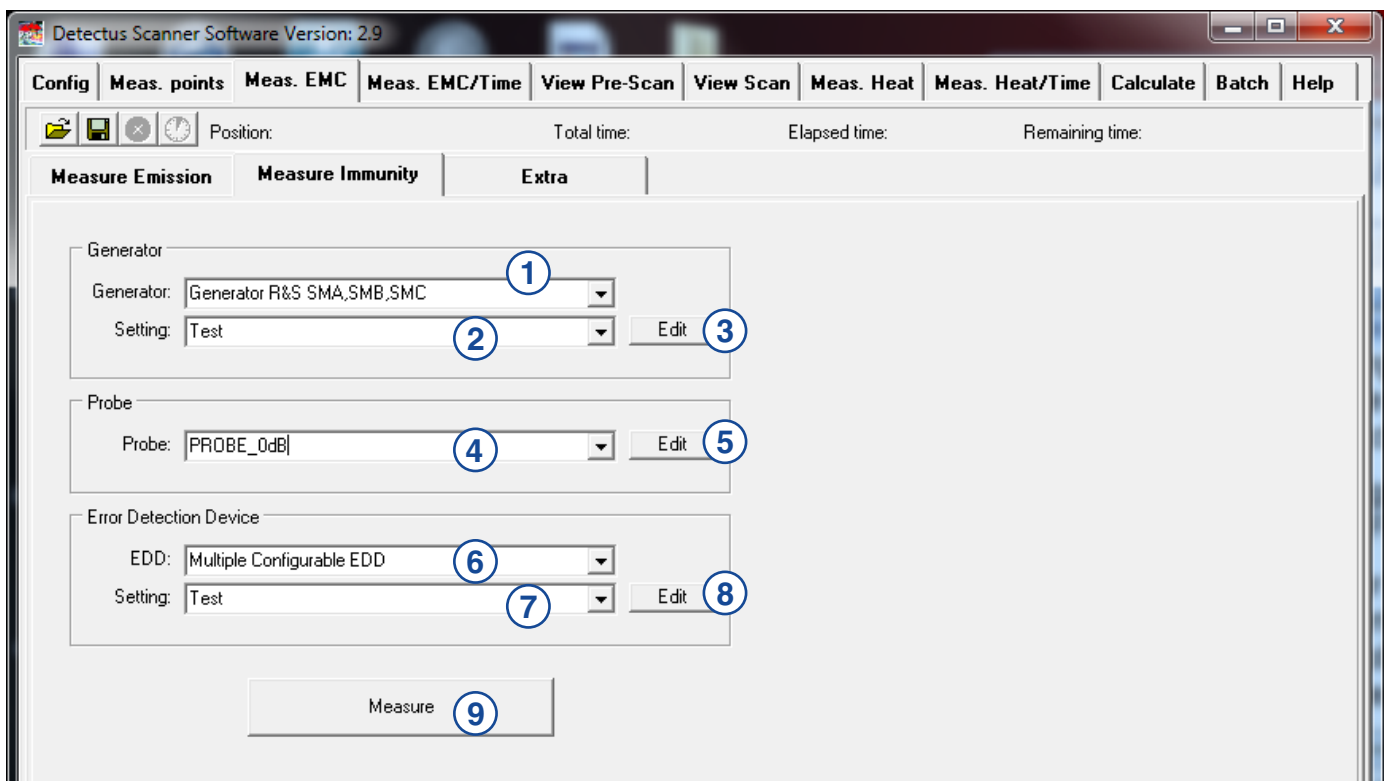 Detectus Scanner Software Version: 2.9
Config Meas. points Meas. EMC Meas. EMC/Time View Pre-Scan View Scan Meas. Heat Meas. Heat/Time Calculate Batch Help
Position: Total time: Elapsed time: Remaining time:
Measure Emission Measure Immunity Extra
Generator
1
Generator: Generator R&S SMA,SMB,SMC
Setting: Test 2 Edit 3
Probe
Probe: PROBE_0dB 4 Edit 5
Error Detection Device
EDD: Multiple Configurable EDD 6
Setting: Test 7 Edit 8
Measure 9